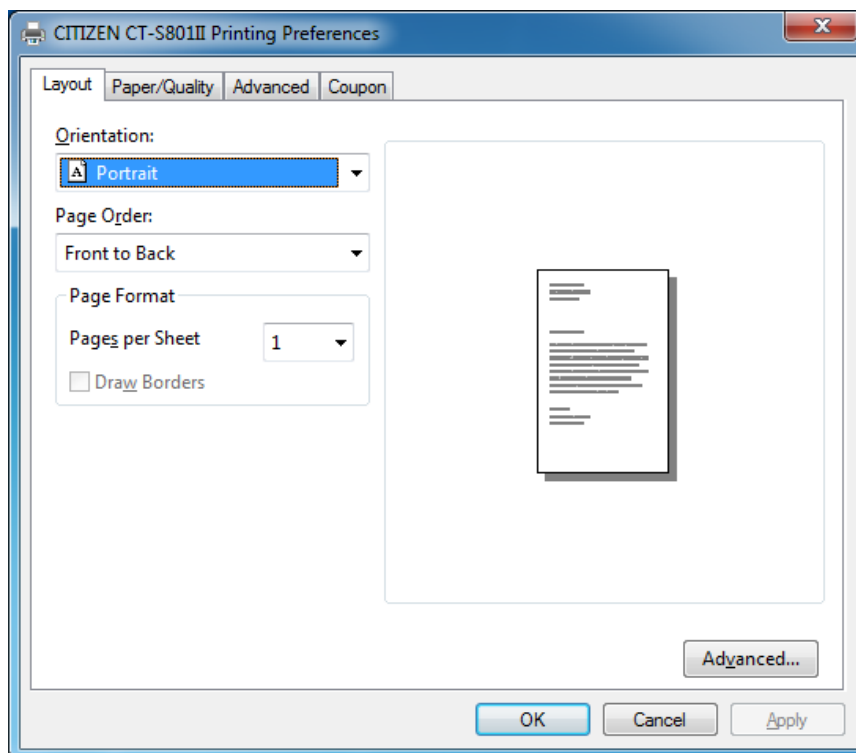 CITIZEN CT-S801II Printing Preferences
Layout
Paper/Quality
Advanced
Coupon
Orientation:
A Portrait
Page Order:
Front to Back
Page Format
Pages per Sheet
1
Draw Borders
Advanced...
OK
Cancel
Apply